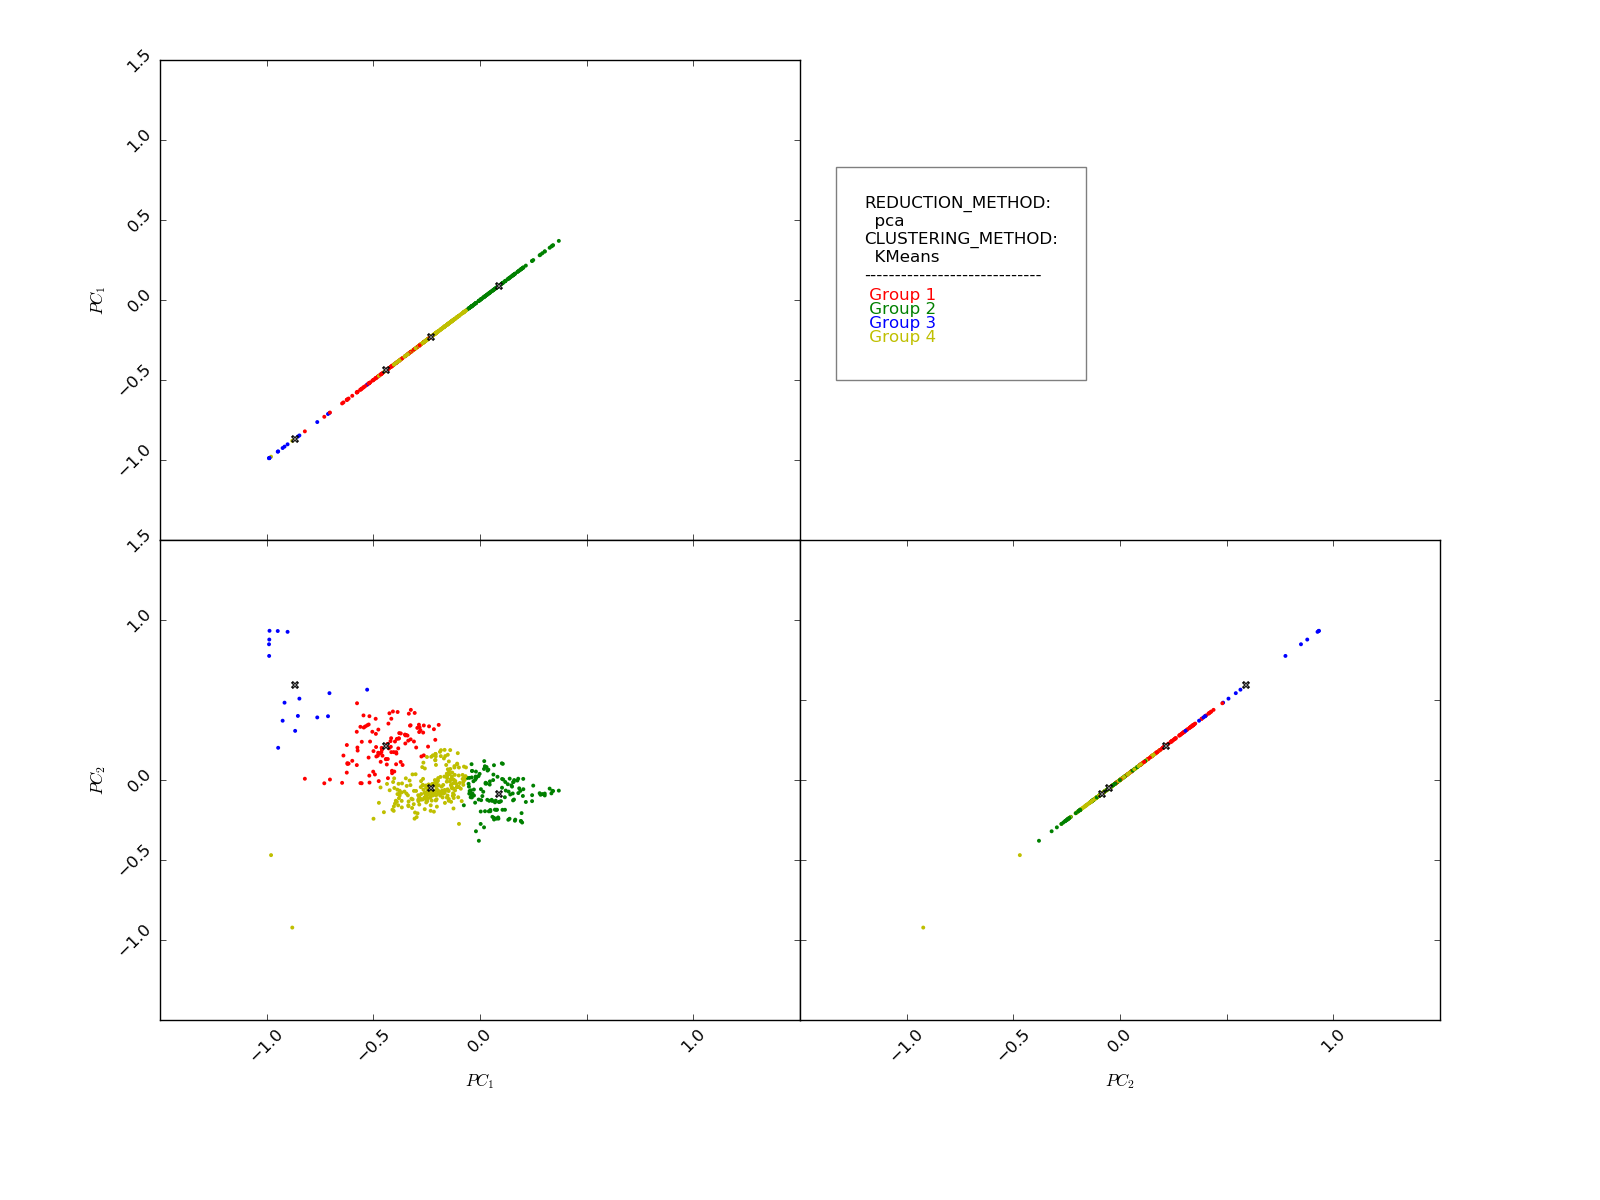 1.5
1.0
0.5
0.0
−0.5
−1.0
PC₁
REDUCTION_METHOD:
pca
CLUSTERING_METHOD:
KMeans
------------------------------
Group 1
Group 2
Group 3
Group 4
1.5
1.0
0.0
−0.5
−1.0
PC₂
−1.0
−0.5
0.0
1.0
PC₁
−1.0
−0.5
0.0
1.0
PC₂